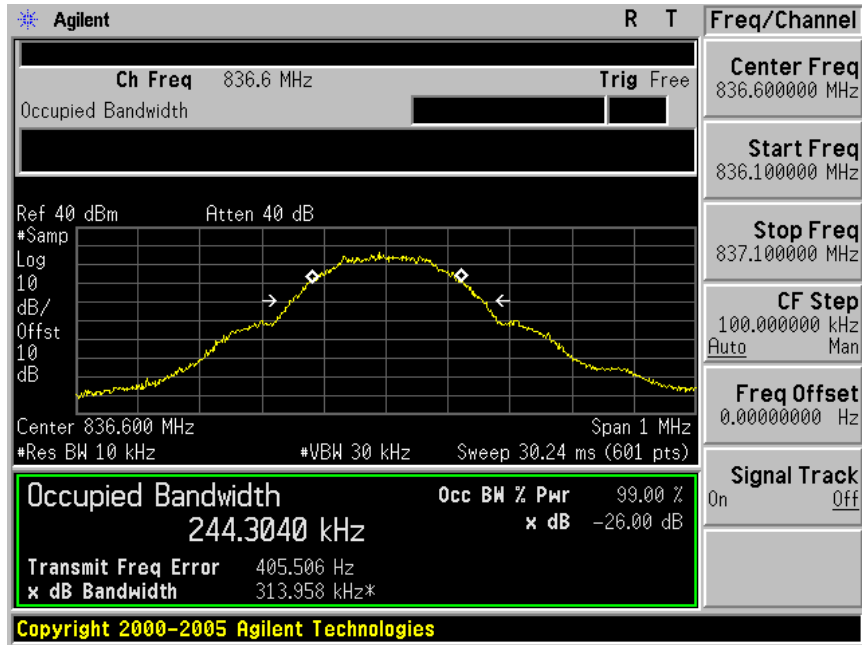 Agilent R T Freq/Channel
Ch Freq 836.6 MHz Trig Free
Occupied Bandwidth
Center Freq
836.600000 MHz
Start Freq
836.100000 MHz
Stop Freq
837.100000 MHz
CF Step
100.000000 kHz
Auto Man
Freq Offset
0.00000000 Hz
Signal Track
On Off
Ref 40 dBm Atten 40 dB
#Samp
Log
10
dB/
Offst
10
dB
Center 836.600 MHz Span 1 MHz
#Res BW 10 kHz #VBW 30 kHz Sweep 30.24 ms (601 pts)
Occupied Bandwidth Occ BW % Pwr 99.00 %
244.3040 kHz x dB -26.00 dB
Transmit Freq Error 405.506 Hz
x dB Bandwidth 313.958 kHz*
Copyright 2000-2005 Agilent Technologies